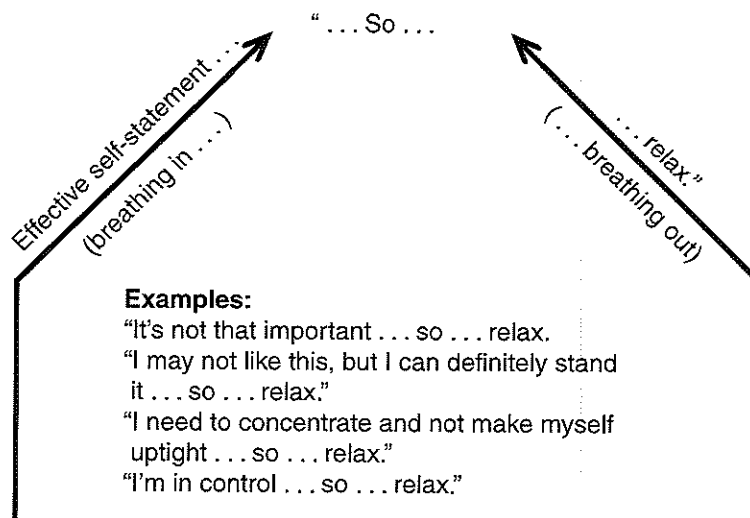 “ . . . So . . .
Effective self-statement . . .
(breathing in . . . )
. . . relax.”
( . . . breathing out)
Examples:
“It’s not that important . . . so . . . relax.
“I may not like this, but I can definitely stand
it . . . so . . . relax.”
“I need to concentrate and not make myself
uptight . . . so . . . relax.”
“I’m in control . . . so . . . relax.”